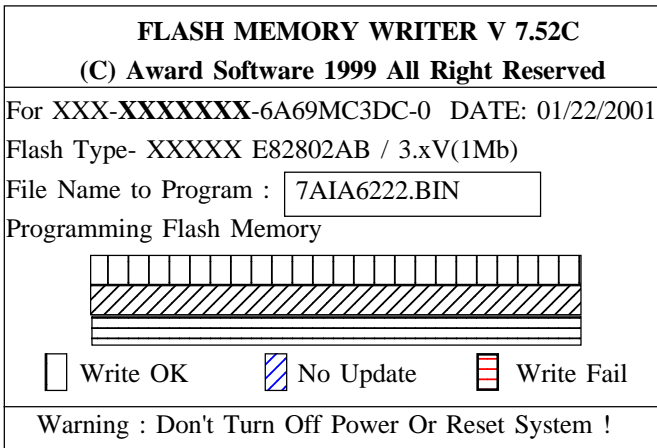 FLASH MEMORY WRITER V 7.52C
(C) Award Software 1999 All Right Reserved
For XXX-XXXXXXX-6A69MC3DC-0 DATE: 01/22/2001
Flash Type- XXXXX E82802AB / 3.xV(1Mb)
File Name to Program : 7AIA6222.BIN
Programming Flash Memory
Write OK No Update Write Fail
Warning : Don't Turn Off Power Or Reset System !